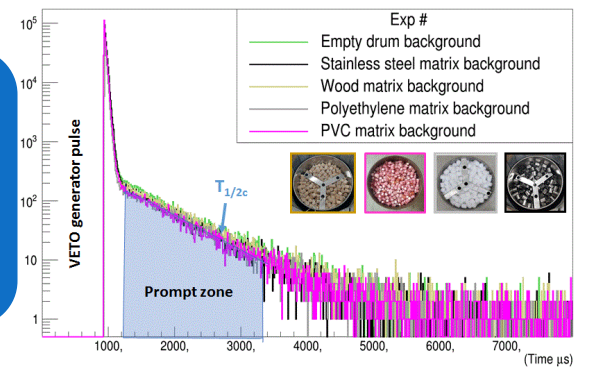 Exp #
Empty drum background
Stainless steel matrix background
Wood matrix background
Polyethylene matrix background
PVC matrix background
10⁵
10⁴
10³
10²
10
1
VETO generator pulse
T1/2c
Prompt zone
1000, 2000, 3000, 4000, 5000, 6000, 7000,
(Time μs)